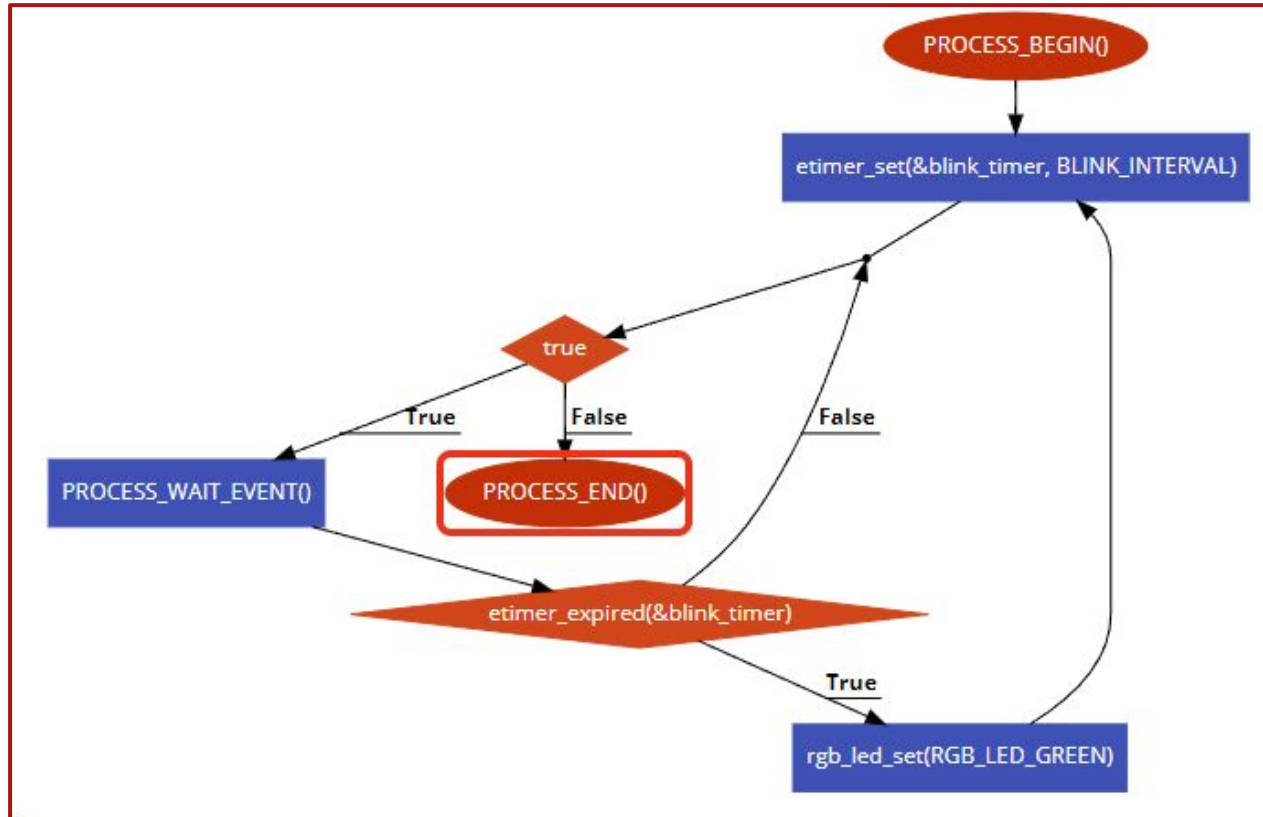 PROCESS_BEGIN()
etimer_set(&blink_timer, BLINK_INTERVAL)
true
True
False
False
PROCESS_WAIT_EVENT()
PROCESS_END()
etimer_expired(&blink_timer)
True
rgb_led_set(RGB_LED_GREEN)